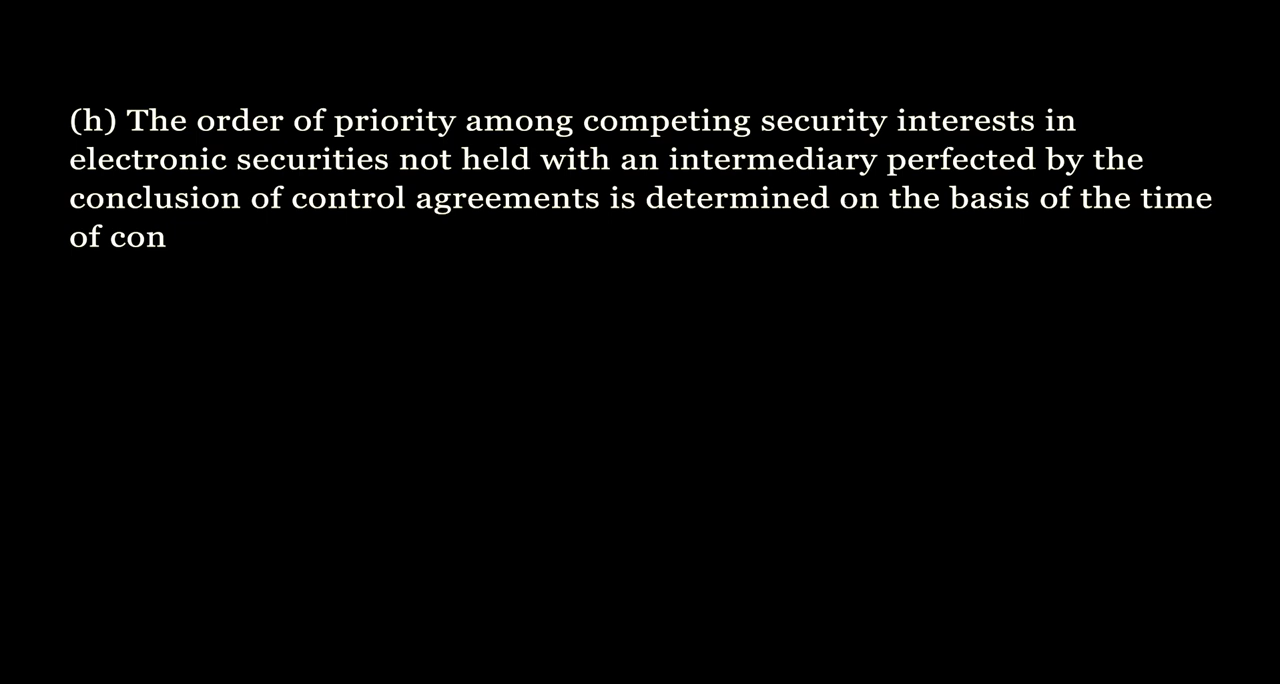 (h) The order of priority among competing security interests in
electronic securities not held with an intermediary perfected by the
conclusion of control agreements is determined on the basis of the time
of con